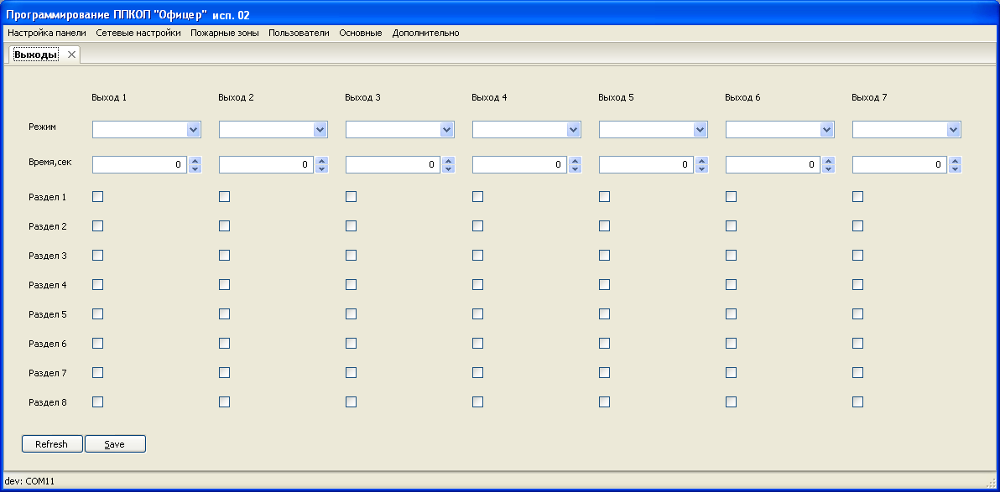 Программирование ППКОП "Офицер" исп. 02
Настройка панели Сетевые настройки Пожарные зоны Пользователи Основные Дополнительно
Выходы
Выход 1 Выход 2 Выход 3 Выход 4 Выход 5 Выход 6 Выход 7
Режим
Время,сек 0 0 0 0 0 0 0
Раздел 1
Раздел 2
Раздел 3
Раздел 4
Раздел 5
Раздел 6
Раздел 7
Раздел 8
Refresh Save
dev: COM11